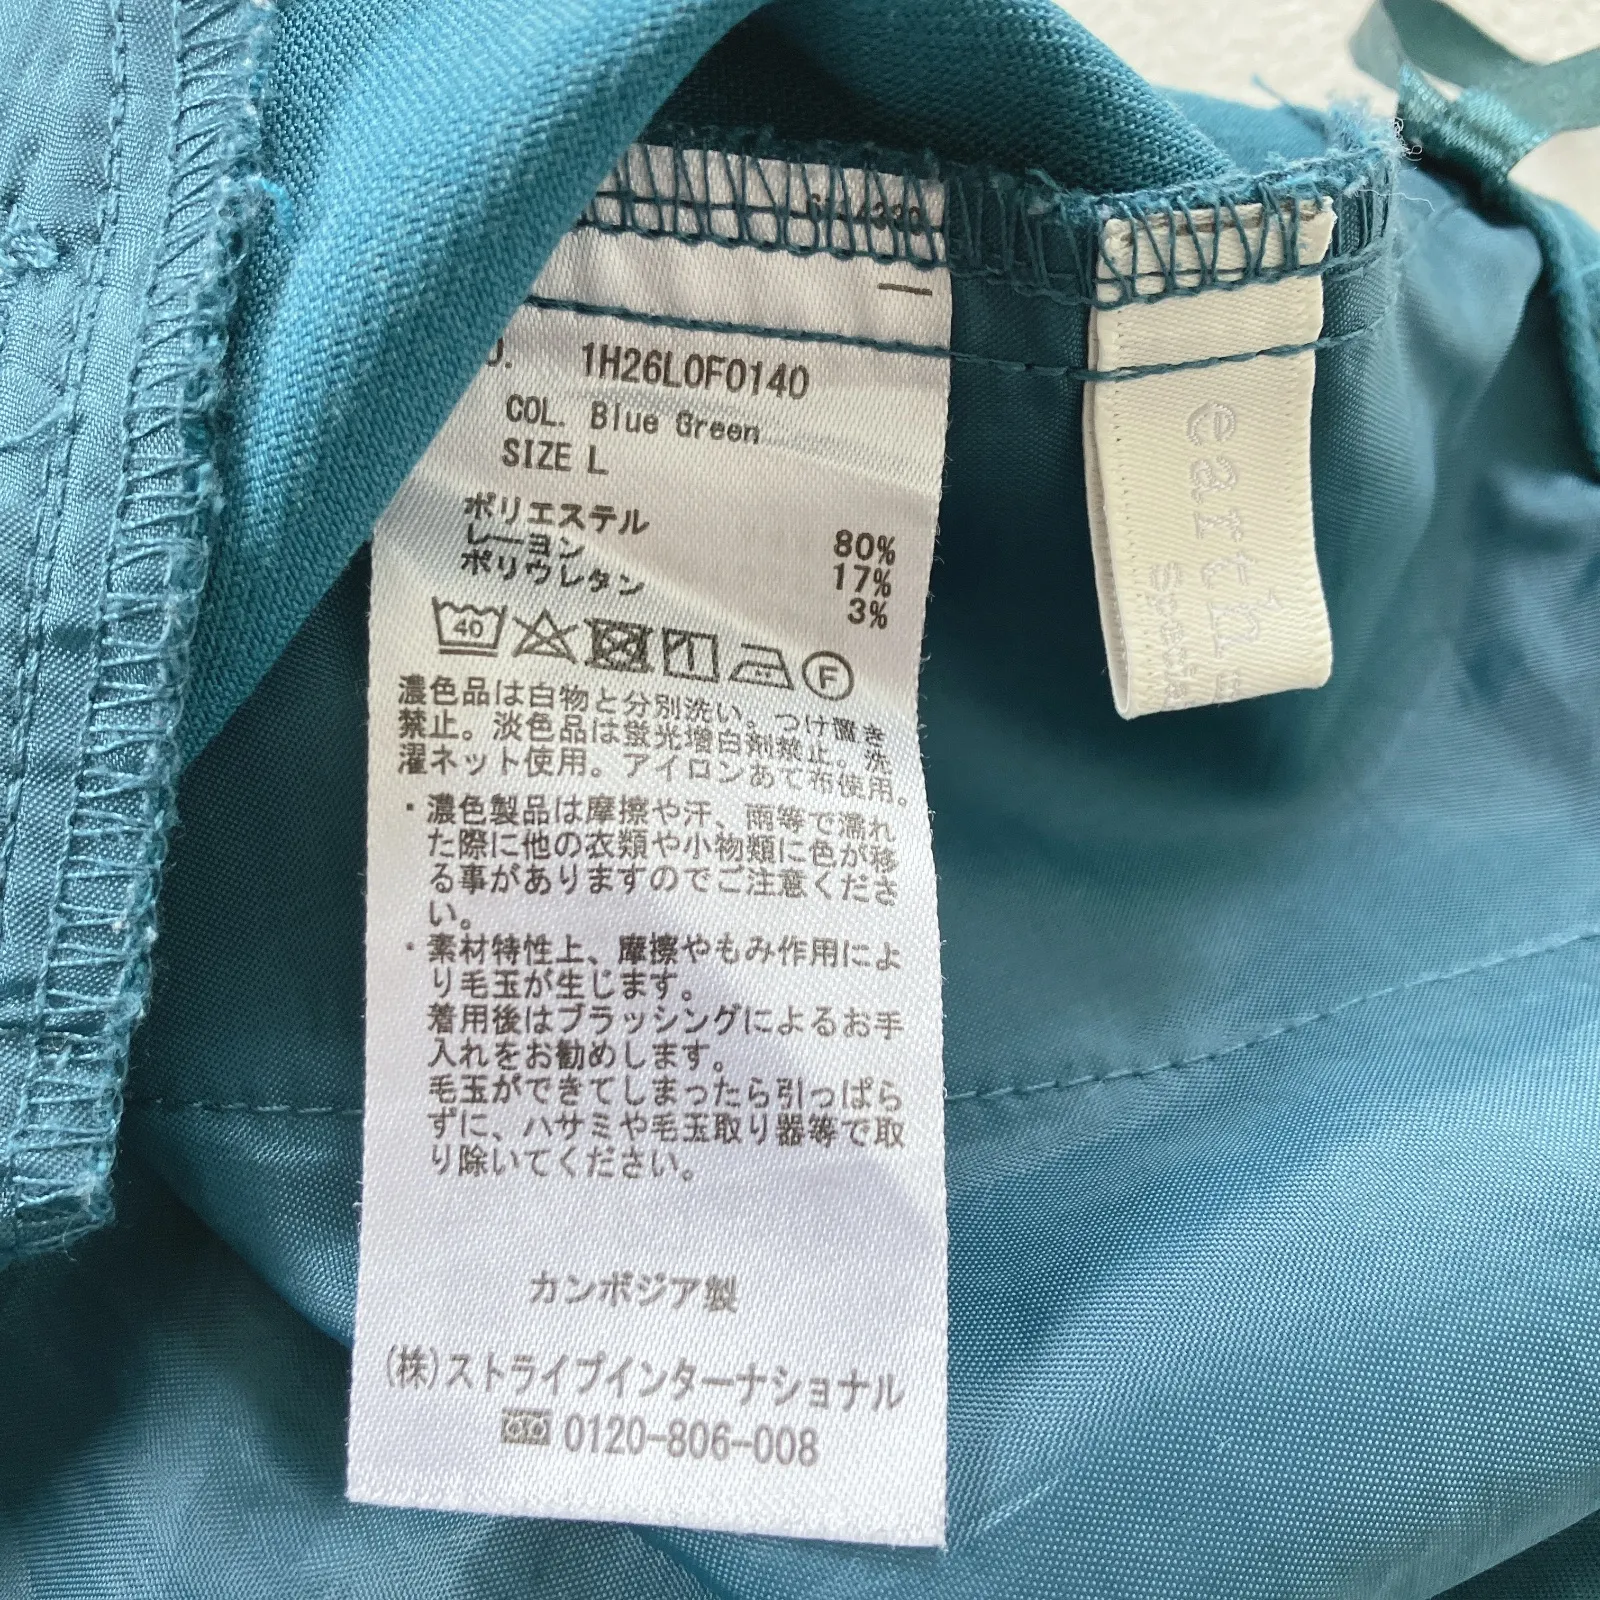 1H26L0F0140
COL. Blue Green
SIZE L
ポリエステル 80%
レーヨン 17%
ポリウレタン 3%
40 F
濃色品は白物と分別洗い。つけ置き
禁止。淡色品は蛍光増白剤禁止。洗
濯ネット使用。アイロンあて布使用。
・濃色製品は摩擦や汗、雨等で濡れ
た際に他の衣類や小物類に色が移
る事がありますのでご注意くださ
い。
・素材特性上、摩擦やもみ作用によ
り毛玉が生じます。
着用後はブラッシングによるお手
入れをお勧めします。
毛玉ができてしまったら引っぱら
ずに、ハサミや毛玉取り器等で取
り除いてください。
カンボジア製
(株)ストライプインターナショナル
0120-806-008
earth